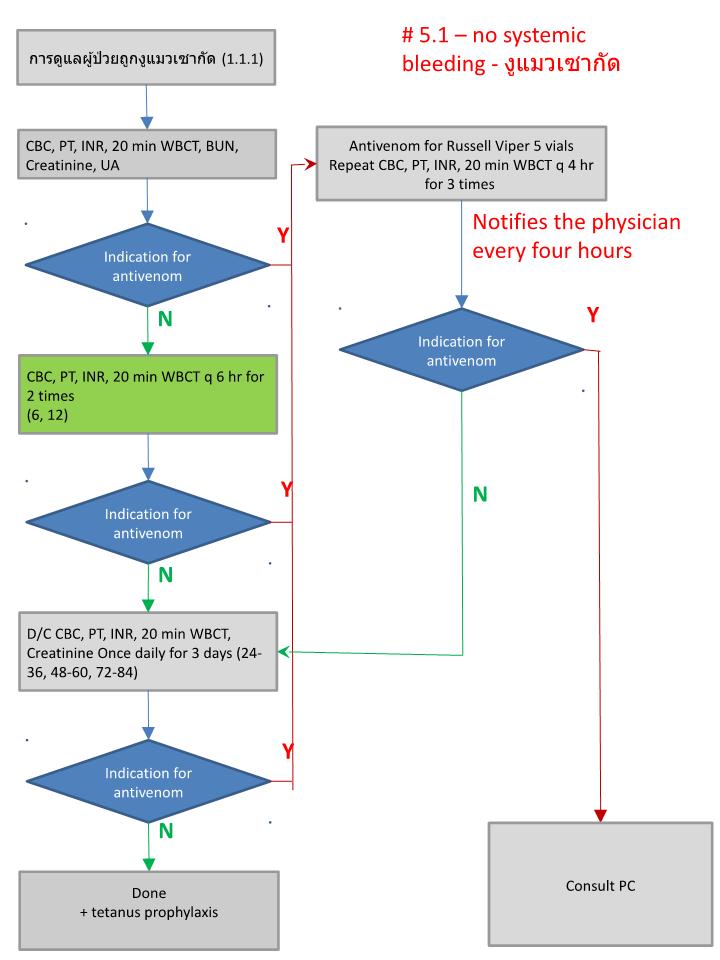 # 5.1 – no systemic
bleeding - งูแมวเซากัด
การดูแลผู้ป่วยถูกงูแมวเซากัด (1.1.1)
CBC, PT, INR, 20 min WBCT, BUN,
Creatinine, UA
Indication for
antivenom
Y
N
CBC, PT, INR, 20 min WBCT q 6 hr for
2 times
(6, 12)
Indication for
antivenom
Y
N
D/C CBC, PT, INR, 20 min WBCT,
Creatinine Once daily for 3 days (24-
36, 48-60, 72-84)
Indication for
antivenom
Y
N
Done
+ tetanus prophylaxis
Antivenom for Russell Viper 5 vials
Repeat CBC, PT, INR, 20 min WBCT q 4 hr
for 3 times
Notifies the physician
every four hours
Indication for
antivenom
Y
N
Consult PC